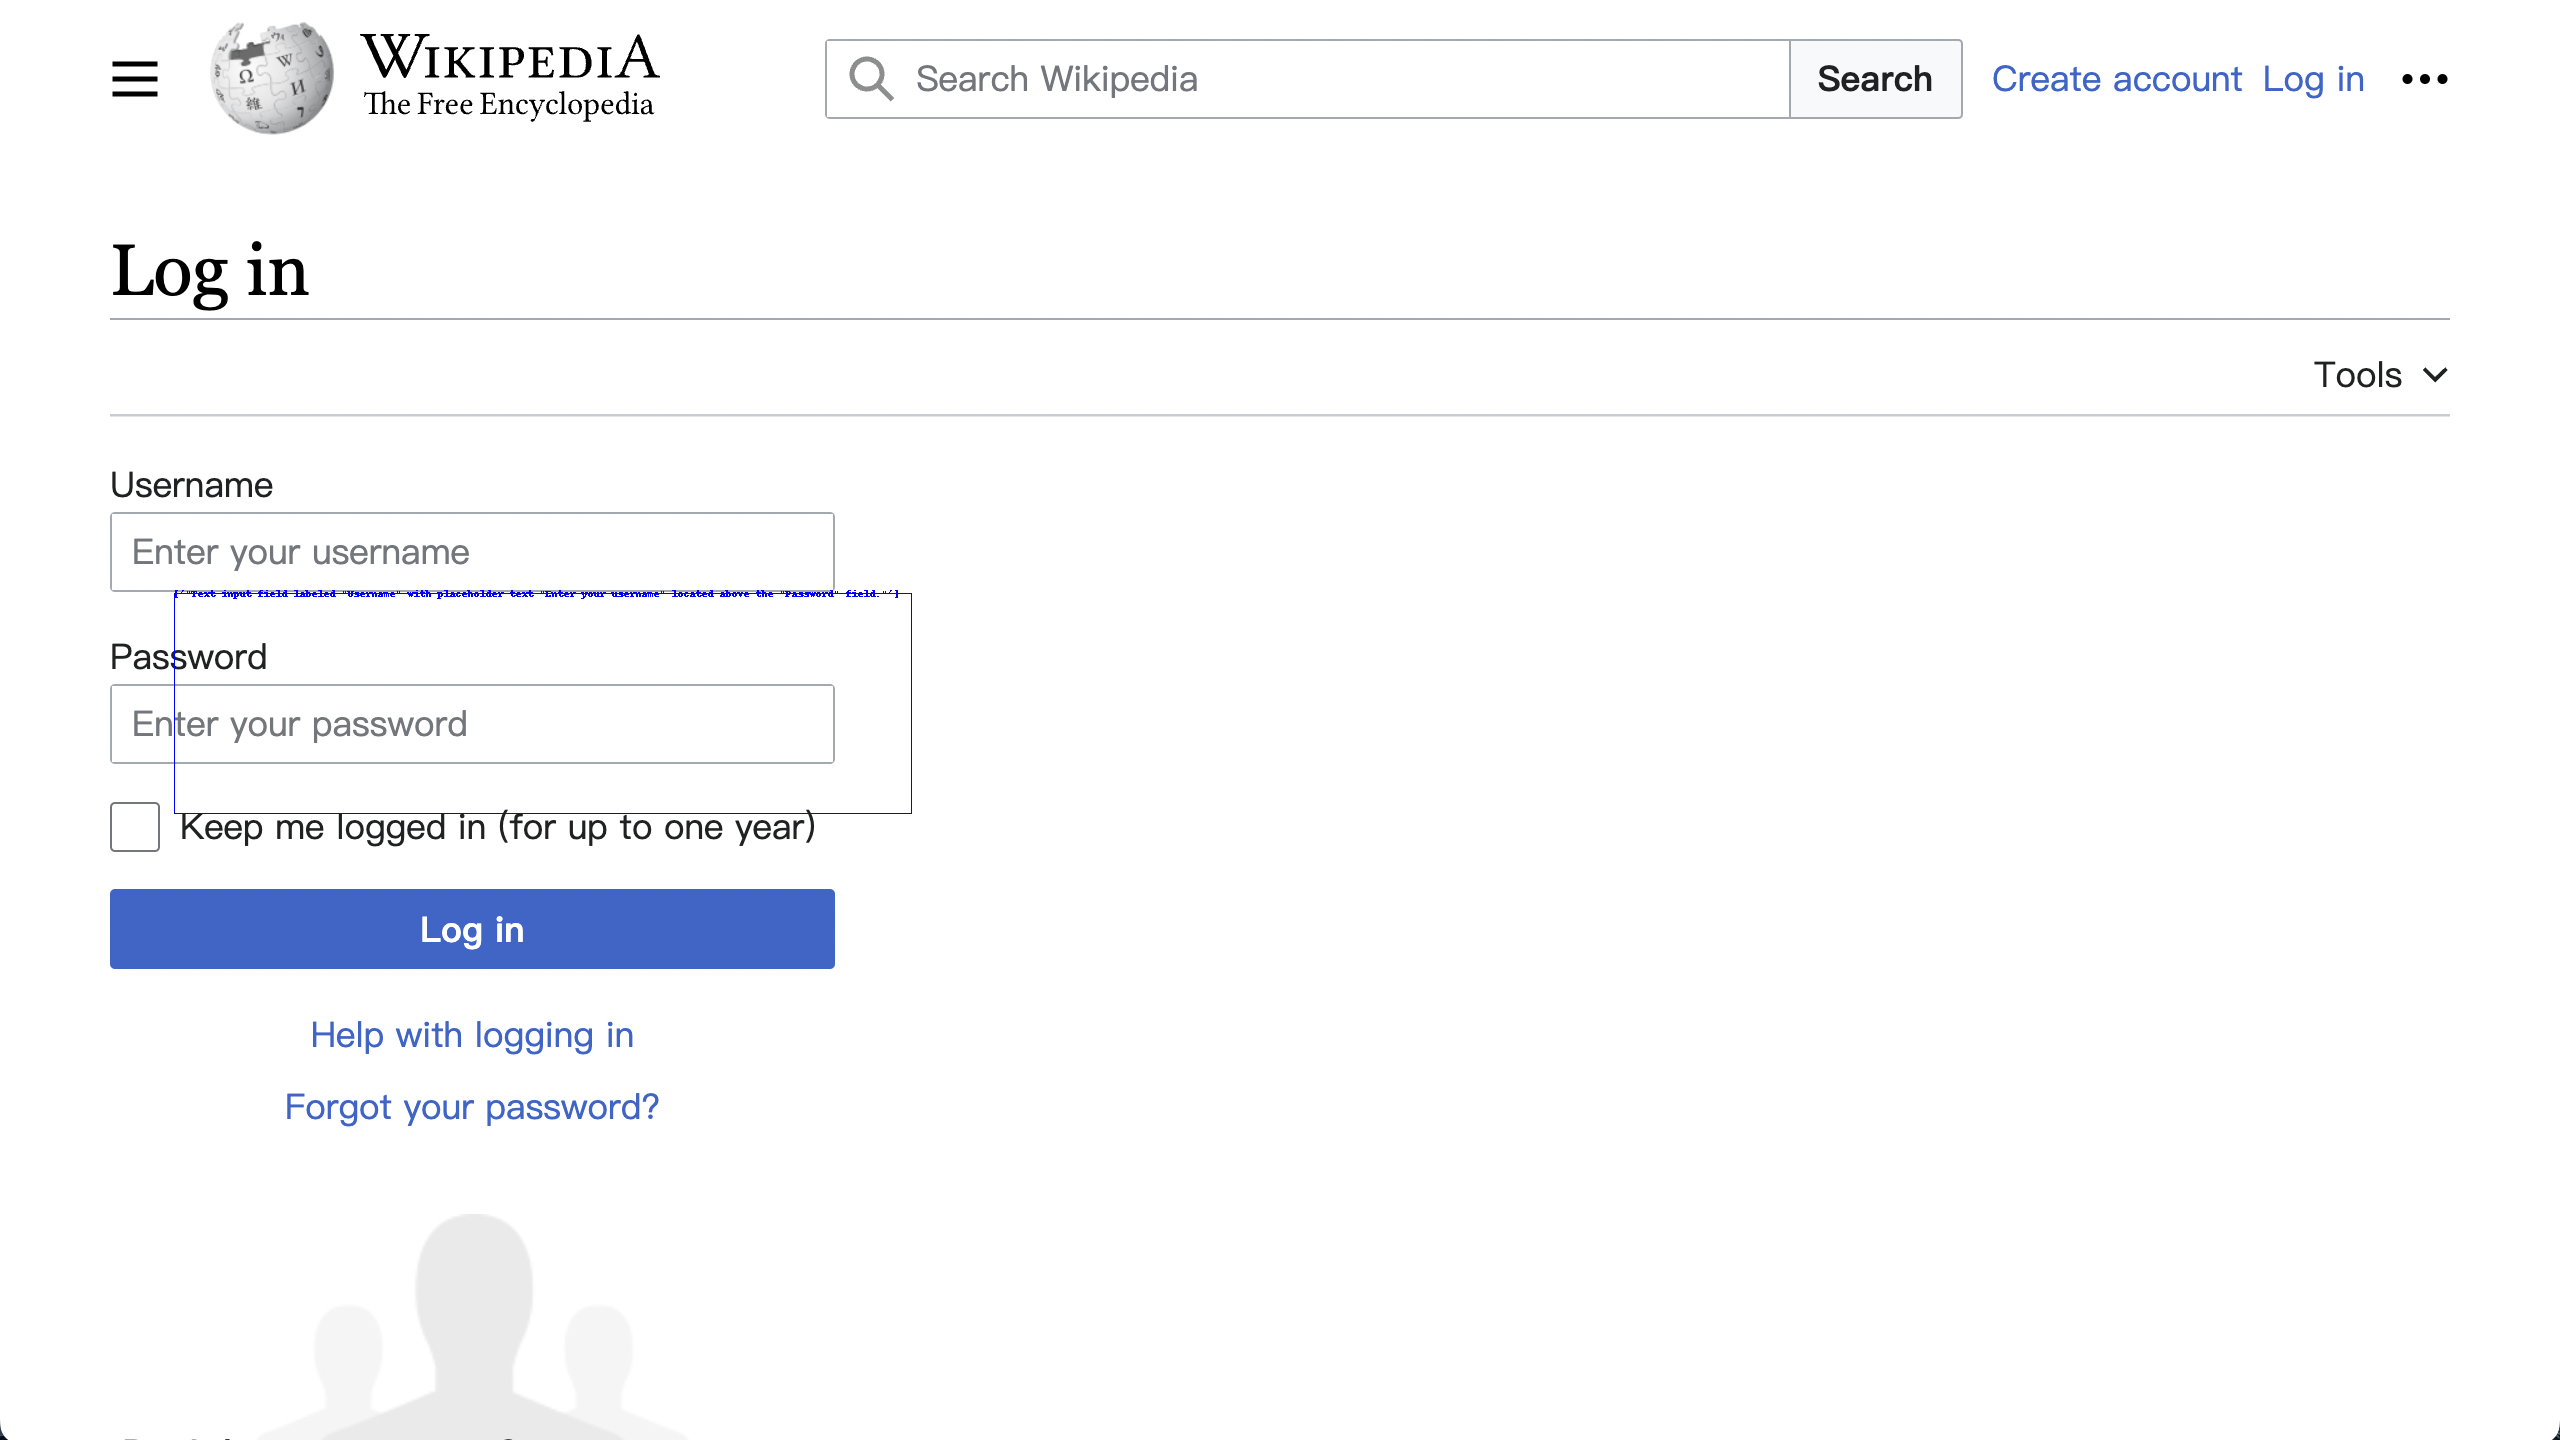 WIKIPEDIA
The Free Encyclopedia
Search Wikipedia
Search
Create account Log in
Log in
Tools
Username
Enter your username
['"Text input field labeled "Username" with placeholder text "Enter your username" located above the "Password" field."']
Password
Enter your password
Keep me logged in (for up to one year)
Log in
Help with logging in
Forgot your password?